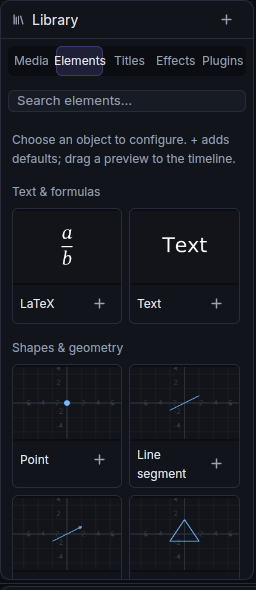 Library
Media Elements Titles Effects Plugins
Search elements...
Choose an object to configure. + adds
defaults; drag a preview to the timeline.
Text & formulas
a
b
Text
LaTeX +
Text +
Shapes & geometry
Point +
Line
segment +